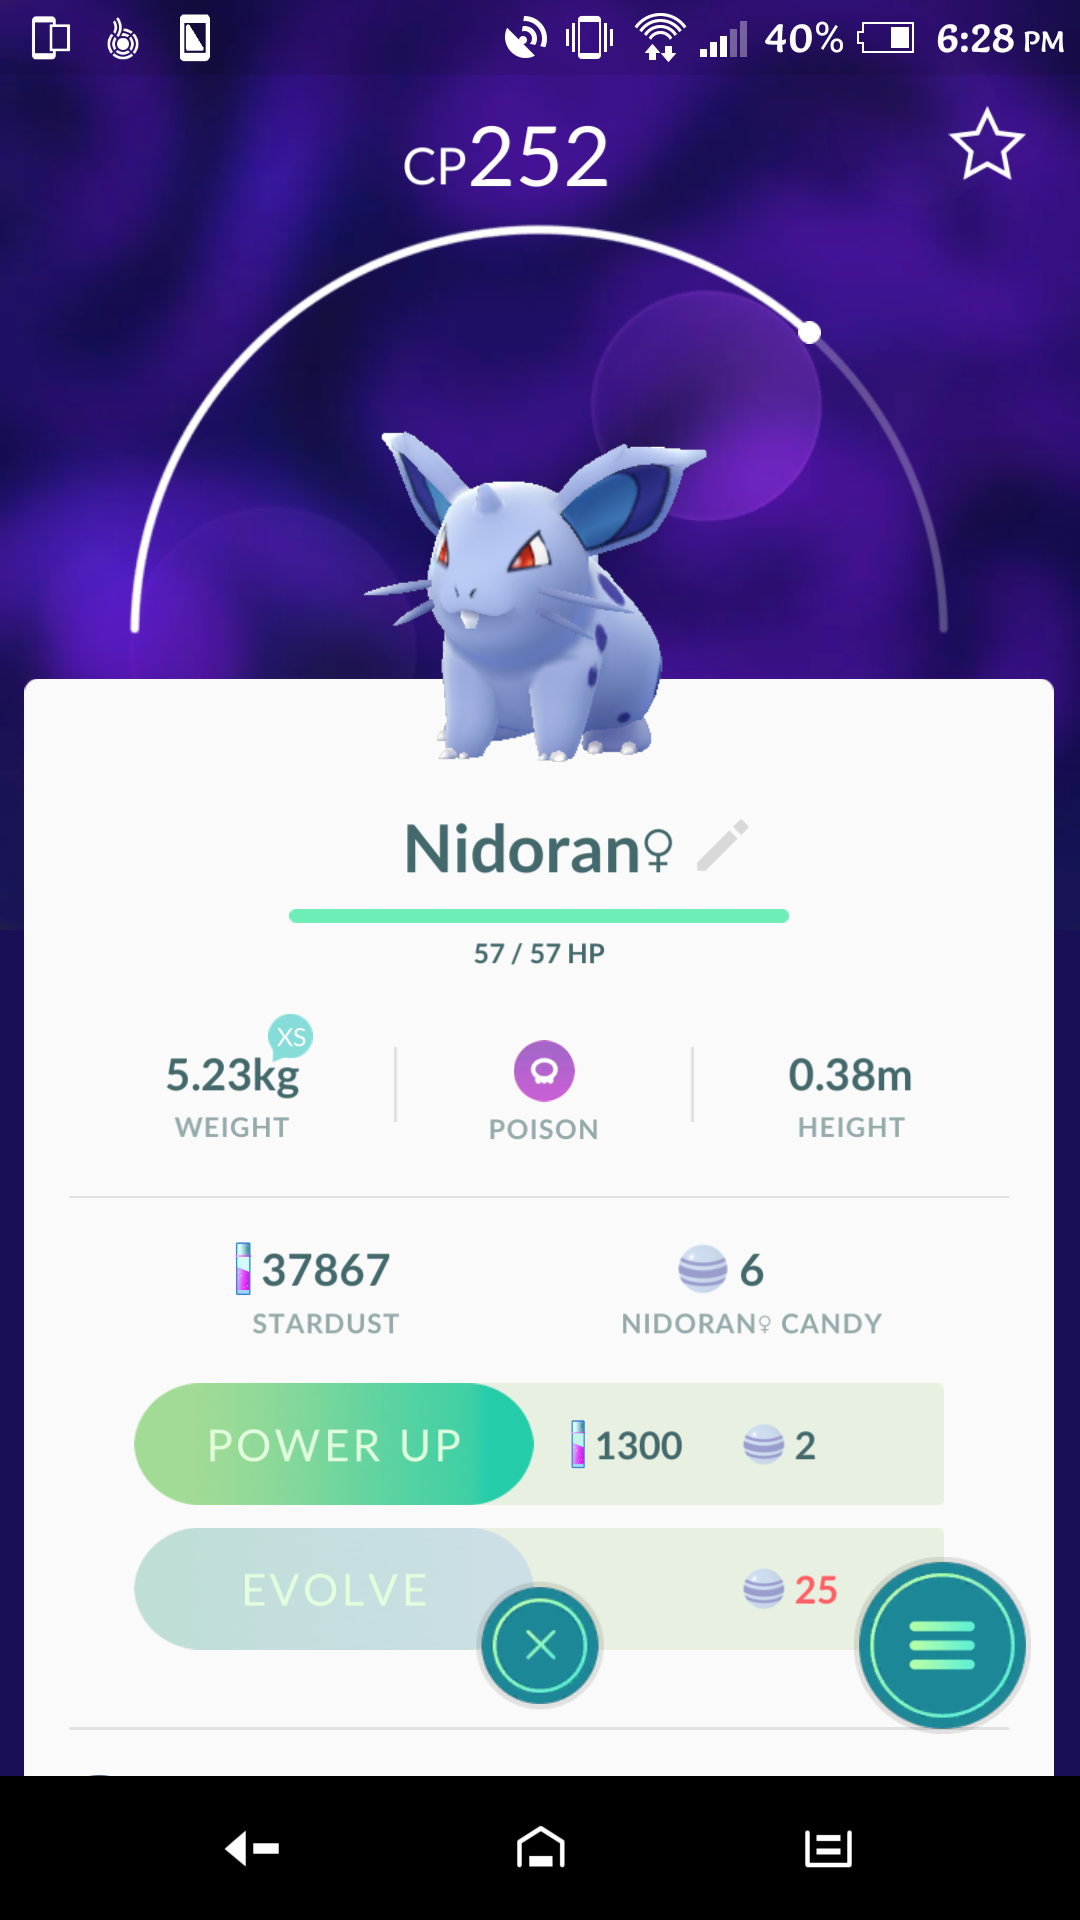 40% 6:28 PM
CP252
Nidoran♀
57 / 57 HP
XS
5.23kg
WEIGHT
POISON
0.38m
HEIGHT
37867
STARDUST
6
NIDORAN♀ CANDY
POWER UP 1300 2
EVOLVE 25